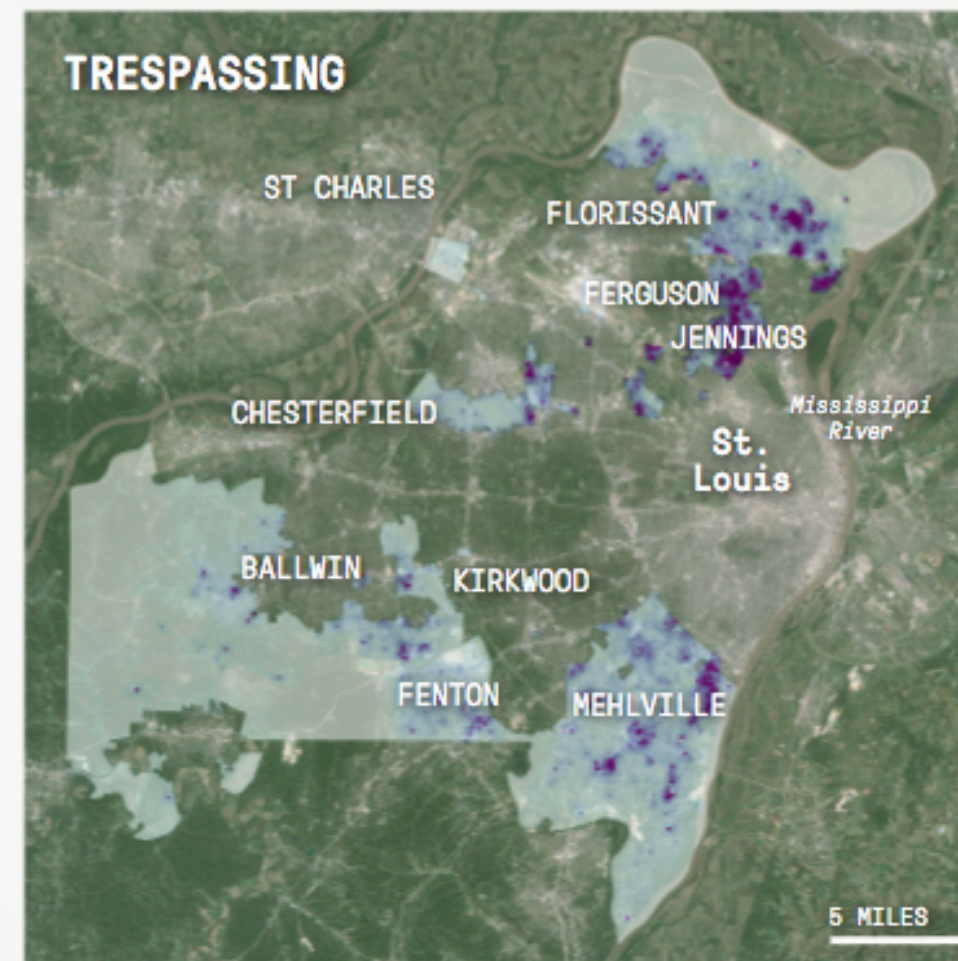 TRESPASSING
ST CHARLES
FLORISSANT
FERGUSON
JENNINGS
CHESTERFIELD
Mississippi
River
St.
Louis
BALLWIN
KIRKWOOD
FENTON
MEHLVILLE
5 MILES